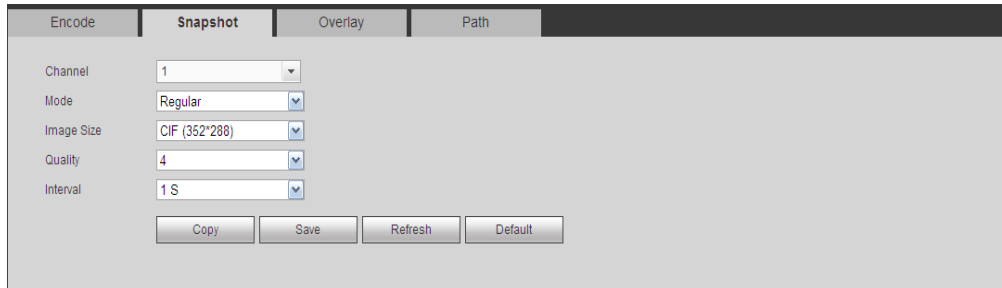 Encode Snapshot Overlay Path
Channel 1
Mode Regular
Image Size CIF (352*288)
Quality 4
Interval 1 S
Copy Save Refresh Default